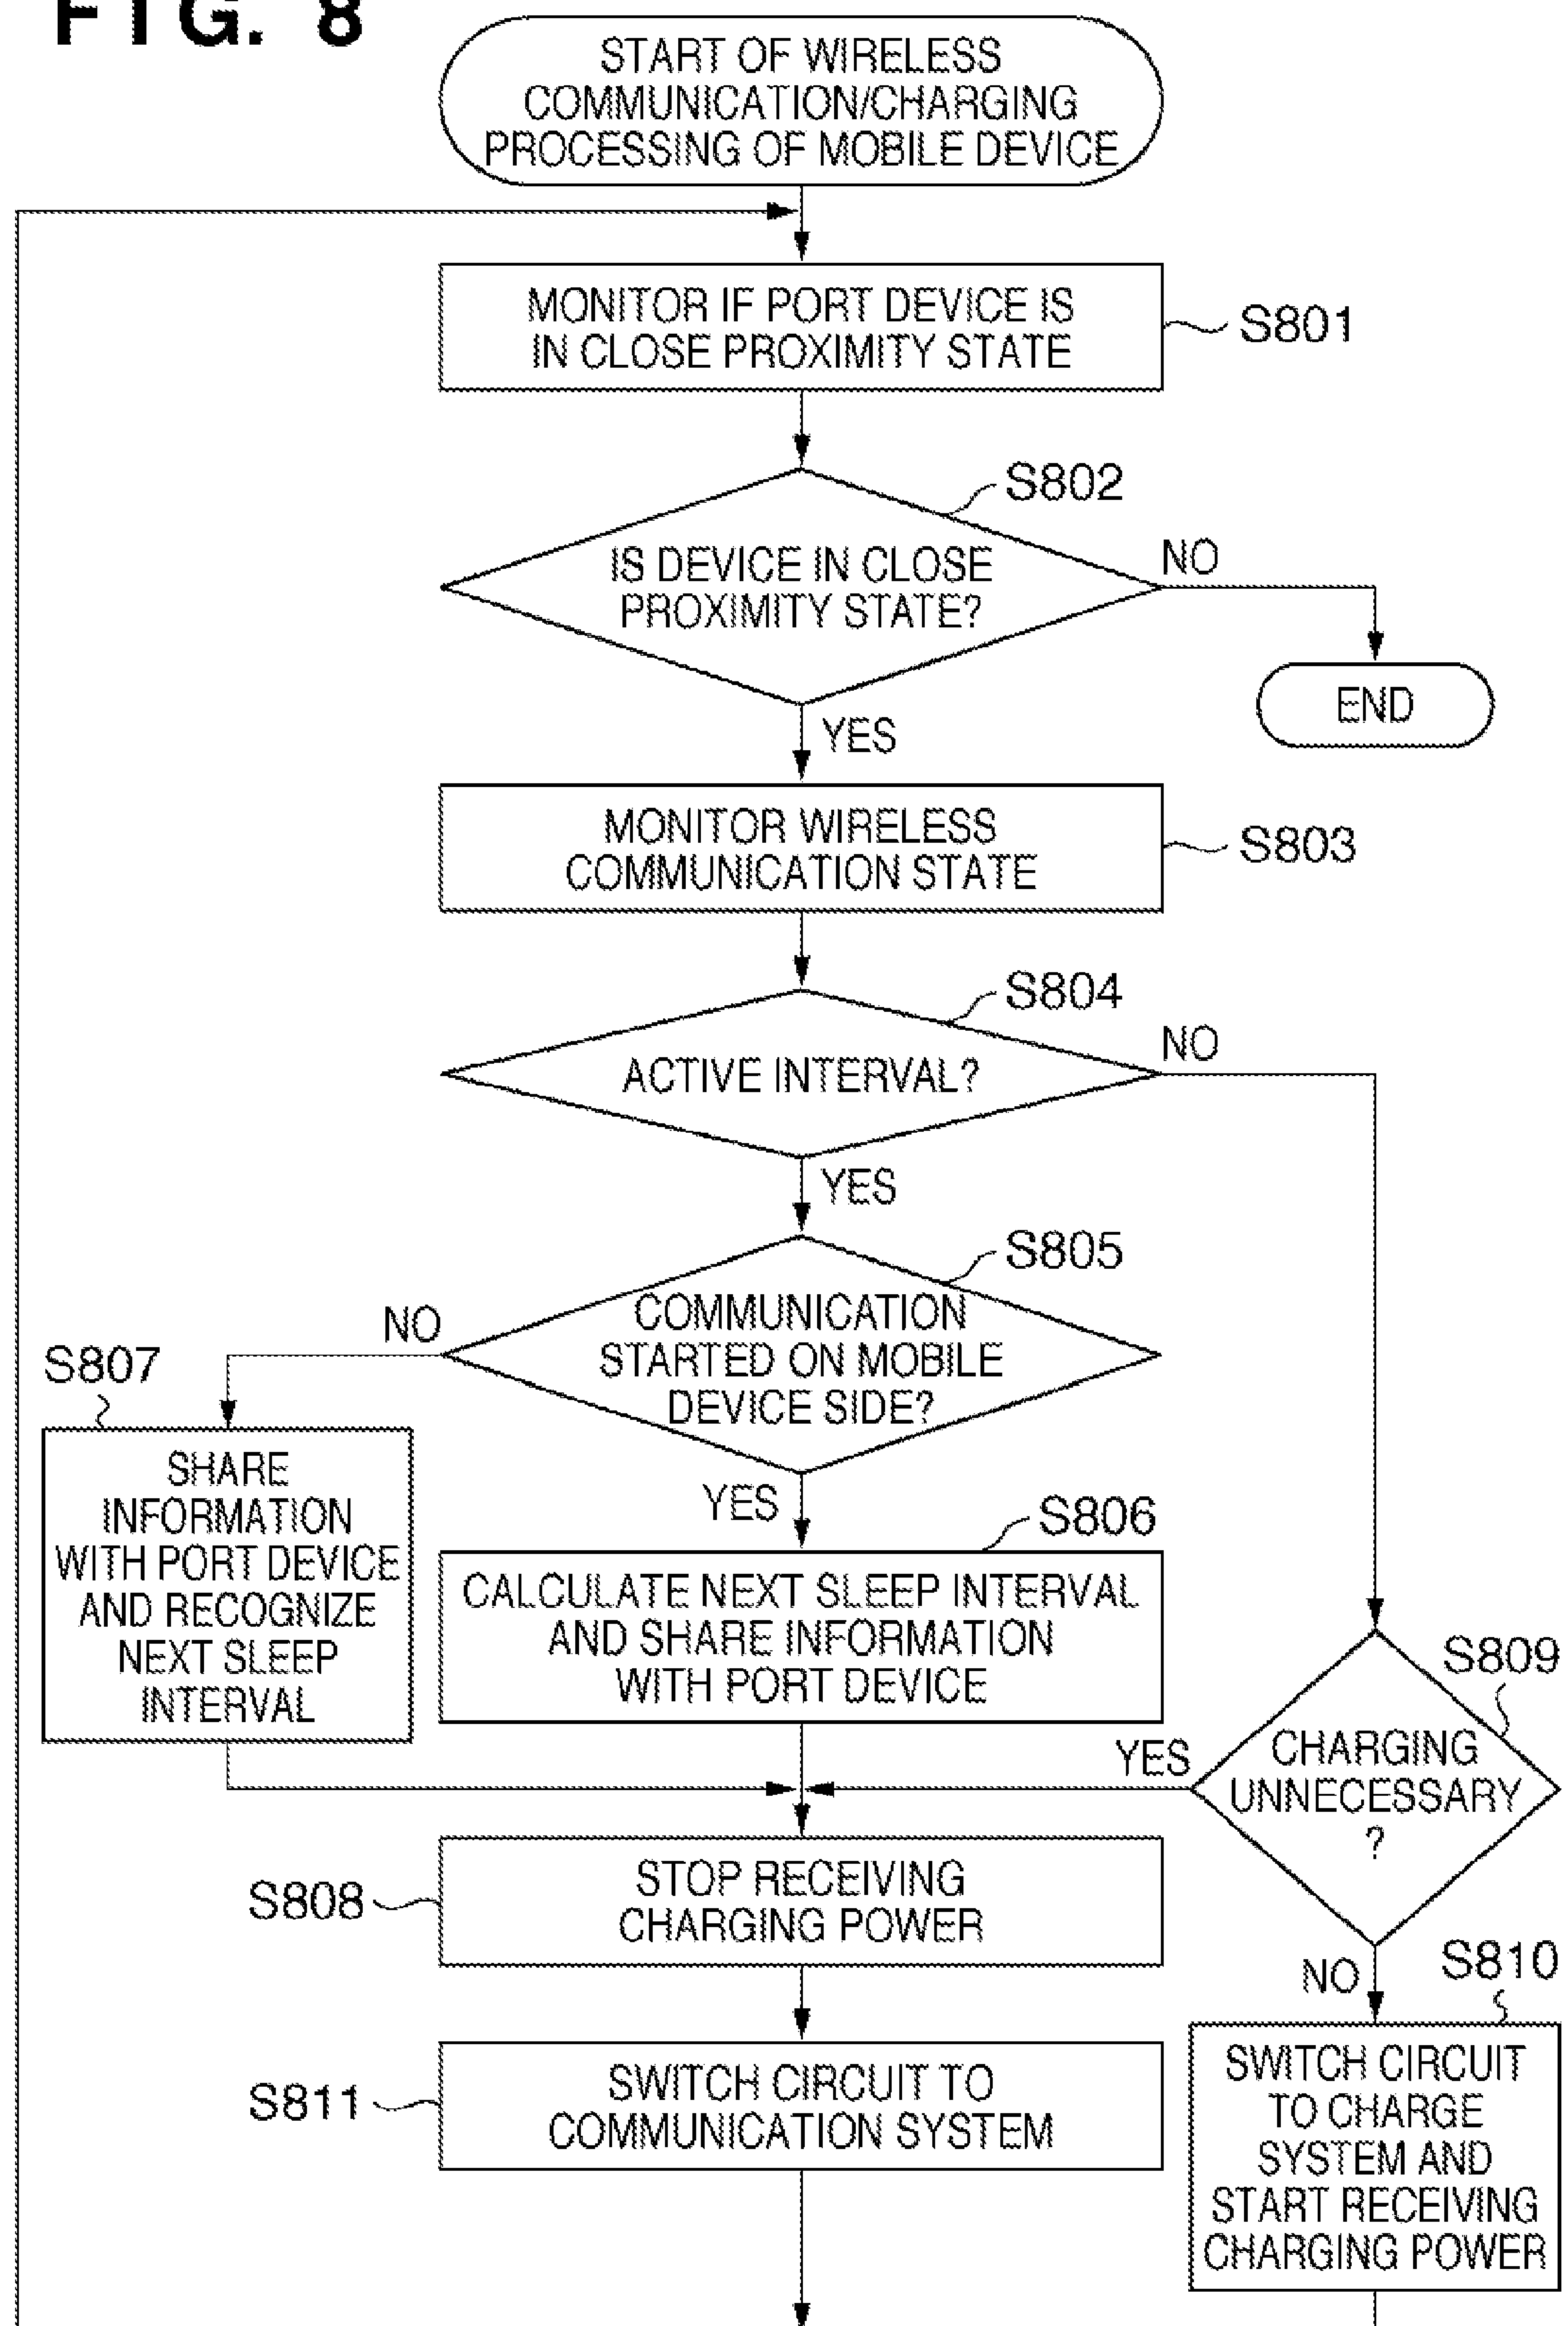 FIG. 8
START OF WIRELESS
COMMUNICATION/CHARGING
PROCESSING OF MOBILE DEVICE
MONITOR IF PORT DEVICE IS
IN CLOSE PROXIMITY STATE
S801
S802
IS DEVICE IN CLOSE
PROXIMITY STATE?
NO
END
YES
MONITOR WIRELESS
COMMUNICATION STATE
S803
S804
ACTIVE INTERVAL?
NO
YES
S805
COMMUNICATION
STARTED ON MOBILE
DEVICE SIDE?
NO
S807
SHARE
INFORMATION
WITH PORT DEVICE
AND RECOGNIZE
NEXT SLEEP
INTERVAL
YES
S806
CALCULATE NEXT SLEEP INTERVAL
AND SHARE INFORMATION
WITH PORT DEVICE
S809
CHARGING
UNNECESSARY
?
YES
S808
STOP RECEIVING
CHARGING POWER
NO
S810
SWITCH CIRCUIT
TO CHARGE
SYSTEM AND
START RECEIVING
CHARGING POWER
S811
SWITCH CIRCUIT TO
COMMUNICATION SYSTEM